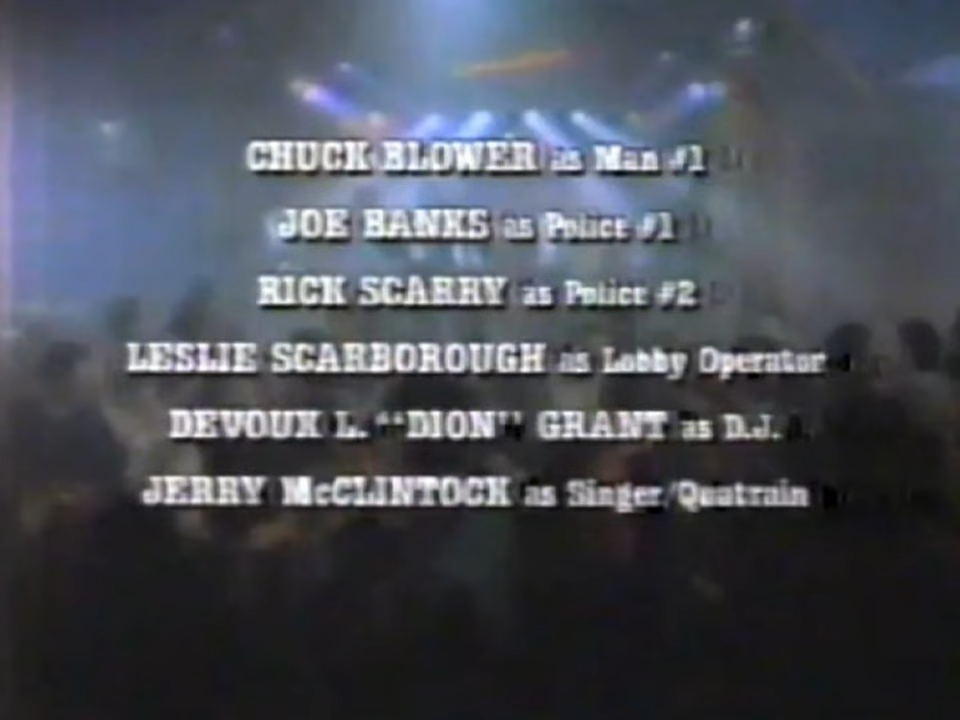 CHUCK BLOWER as Man #1
JOE BANKS as Police #1
RICK SCARRY as Police #2
LESLIE SCARBOROUGH as Lobby Operator
DEVOUX L. "DION" GRANT as D.J.
JERRY McCLINTOCK as Singer/Quatrain